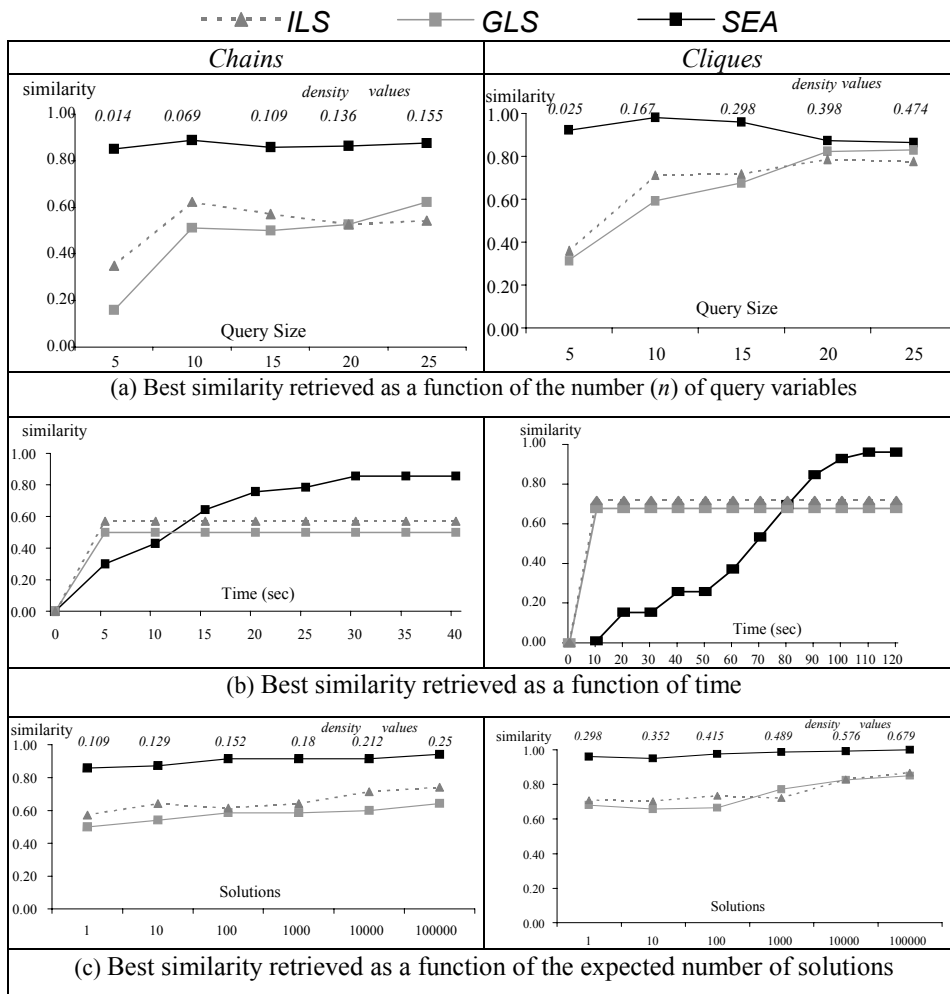 ILS GLS SEA
Chains Cliques
similarity density values
1.00 0.014 0.069 0.109 0.136 0.155
0.80
0.60
0.40
0.20
0.00
Query Size
5 10 15 20 25
similarity density values
1.00 0.025 0.167 0.298 0.398 0.474
0.80
0.60
0.40
0.20
0.00
Query Size
5 10 15 20 25
(a) Best similarity retrieved as a function of the number (n) of query variables
similarity
1.00
0.80
0.60
0.40
0.20
0.00
Time (sec)
0 5 10 15 20 25 30 35 40
similarity
1.00
0.80
0.60
0.40
0.20
0.00
Time (sec)
0 10 20 30 40 50 60 70 80 90 100 110 120
(b) Best similarity retrieved as a function of time
similarity density values
1.00 0.109 0.129 0.152 0.18 0.212 0.25
0.80
0.60
0.40
0.20
0.00
Solutions
1 10 100 1000 10000 100000
similarity density values
1.00 0.298 0.352 0.415 0.489 0.576 0.679
0.80
0.60
0.40
0.20
0.00
Solutions
1 10 100 1000 10000 100000
(c) Best similarity retrieved as a function of the expected number of solutions